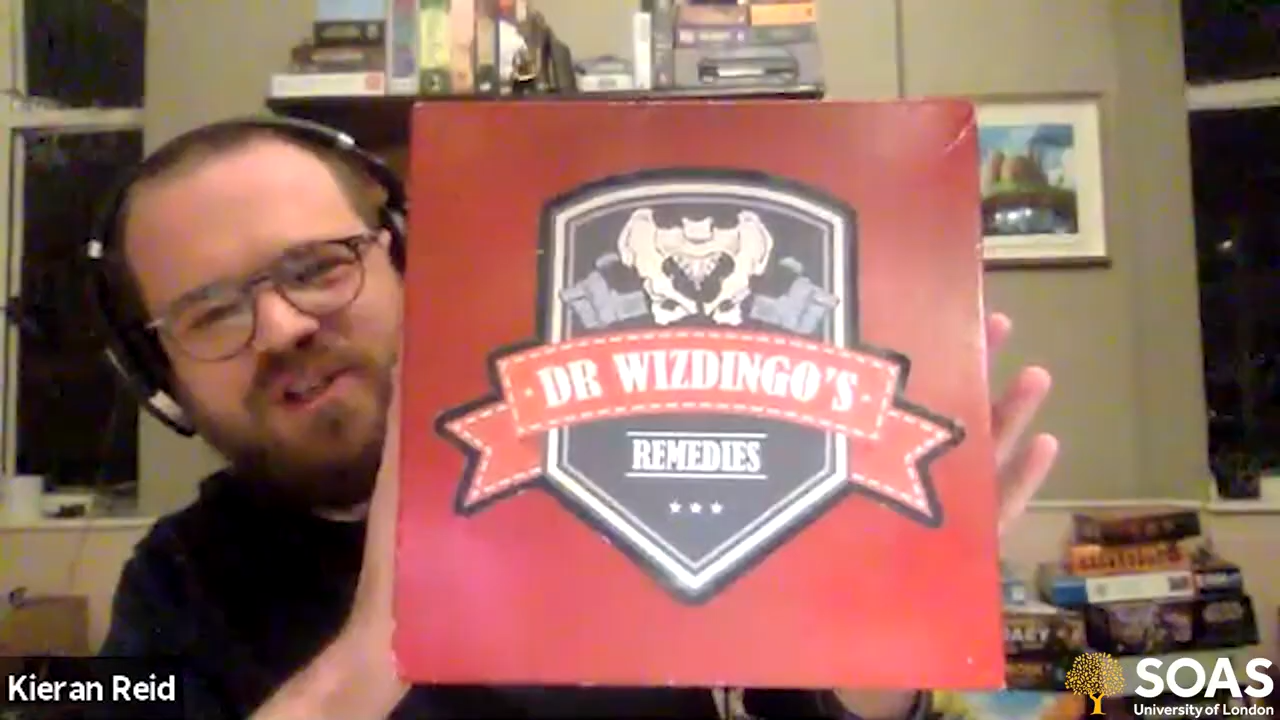 DR WIZDINGO'S
REMEDIES
Kieran Reid
SOAS
University of London